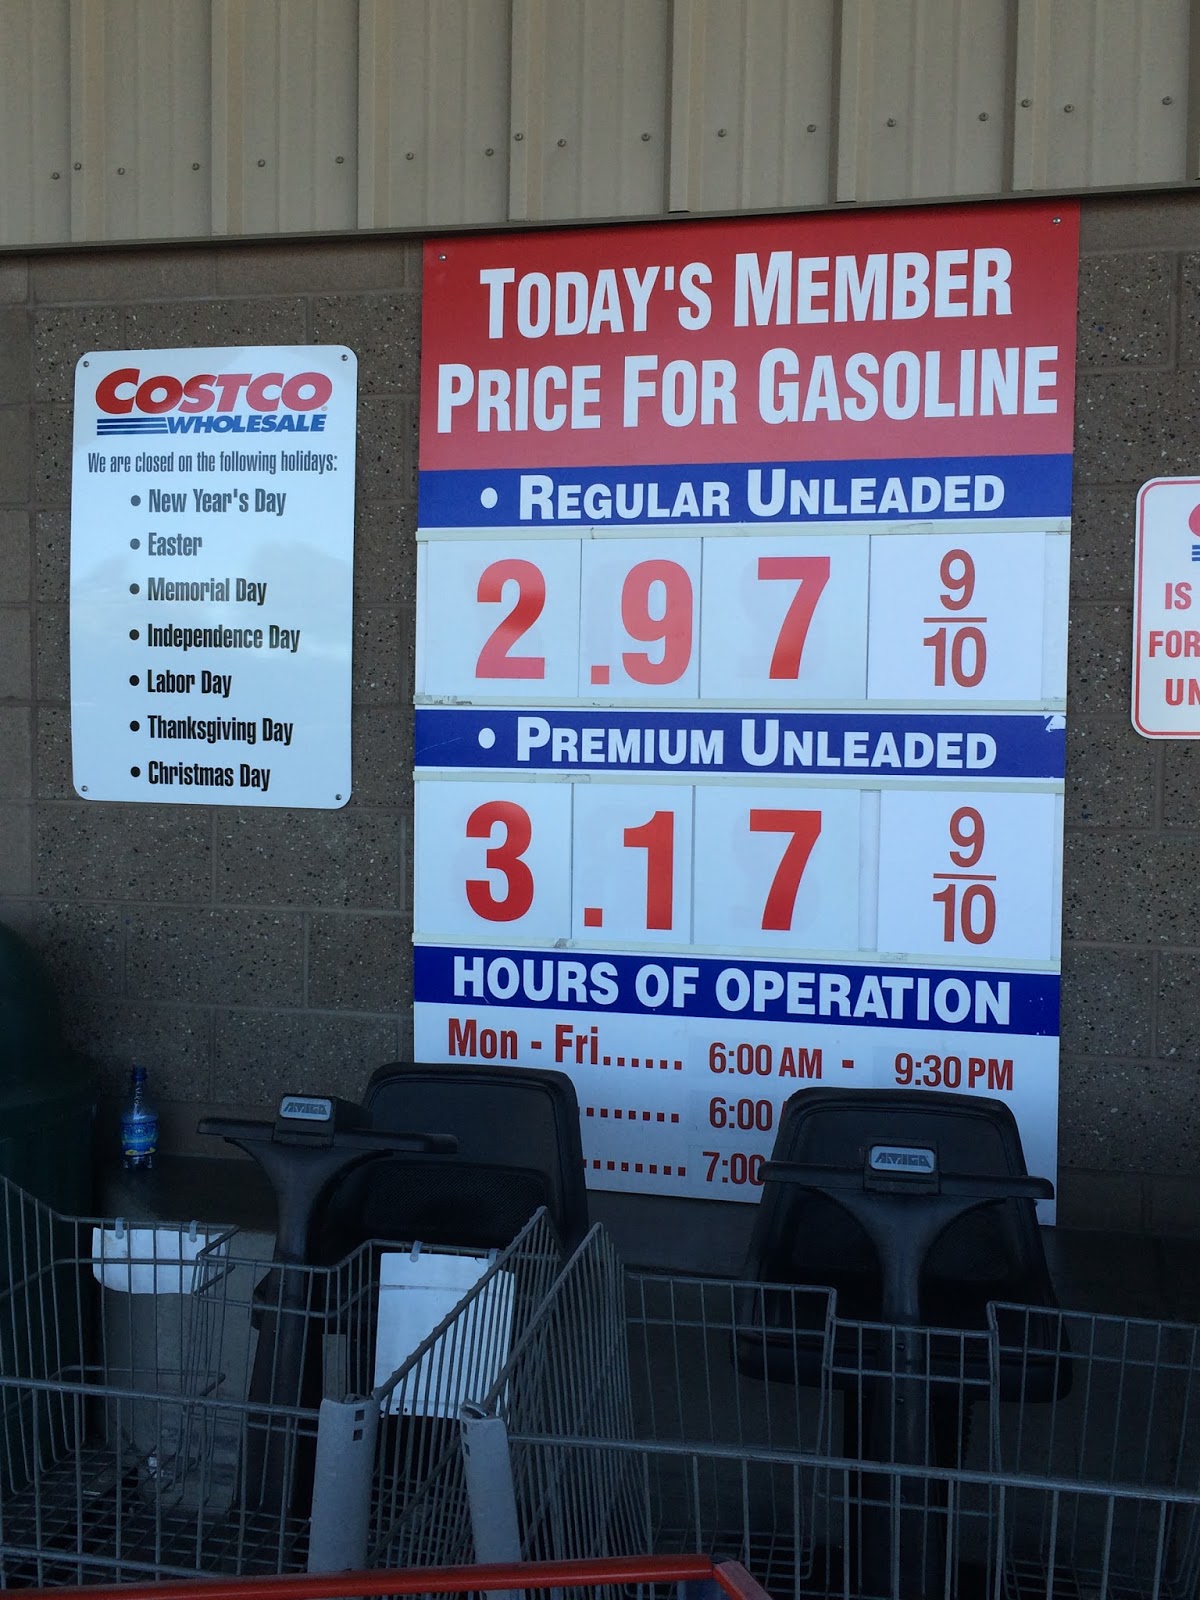 COSTCO
WHOLESALE
We are closed on the following holidays:
• New Year's Day
• Easter
• Memorial Day
• Independence Day
• Labor Day
• Thanksgiving Day
• Christmas Day
TODAY'S MEMBER
PRICE FOR GASOLINE
• REGULAR UNLEADED
2.97 9/10
• PREMIUM UNLEADED
3.17 9/10
HOURS OF OPERATION
Mon - Fri...... 6:00 AM - 9:30 PM
........ 6:00
........ 7:00
IS
FOR
UN
AMIGO
AMIGO